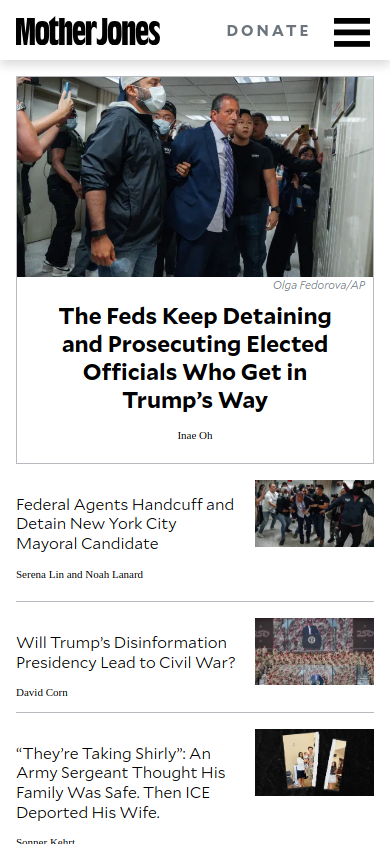 Mother Jones
DONATE
Olga Fedorova/AP
The Feds Keep Detaining
and Prosecuting Elected
Officials Who Get in
Trump’s Way
Inae Oh
Federal Agents Handcuff and
Detain New York City
Mayoral Candidate
Serena Lin and Noah Lanard
Will Trump’s Disinformation
Presidency Lead to Civil War?
David Corn
“They’re Taking Shirly”: An
Army Sergeant Thought His
Family Was Safe. Then ICE
Deported His Wife.
Sonner Kehrt